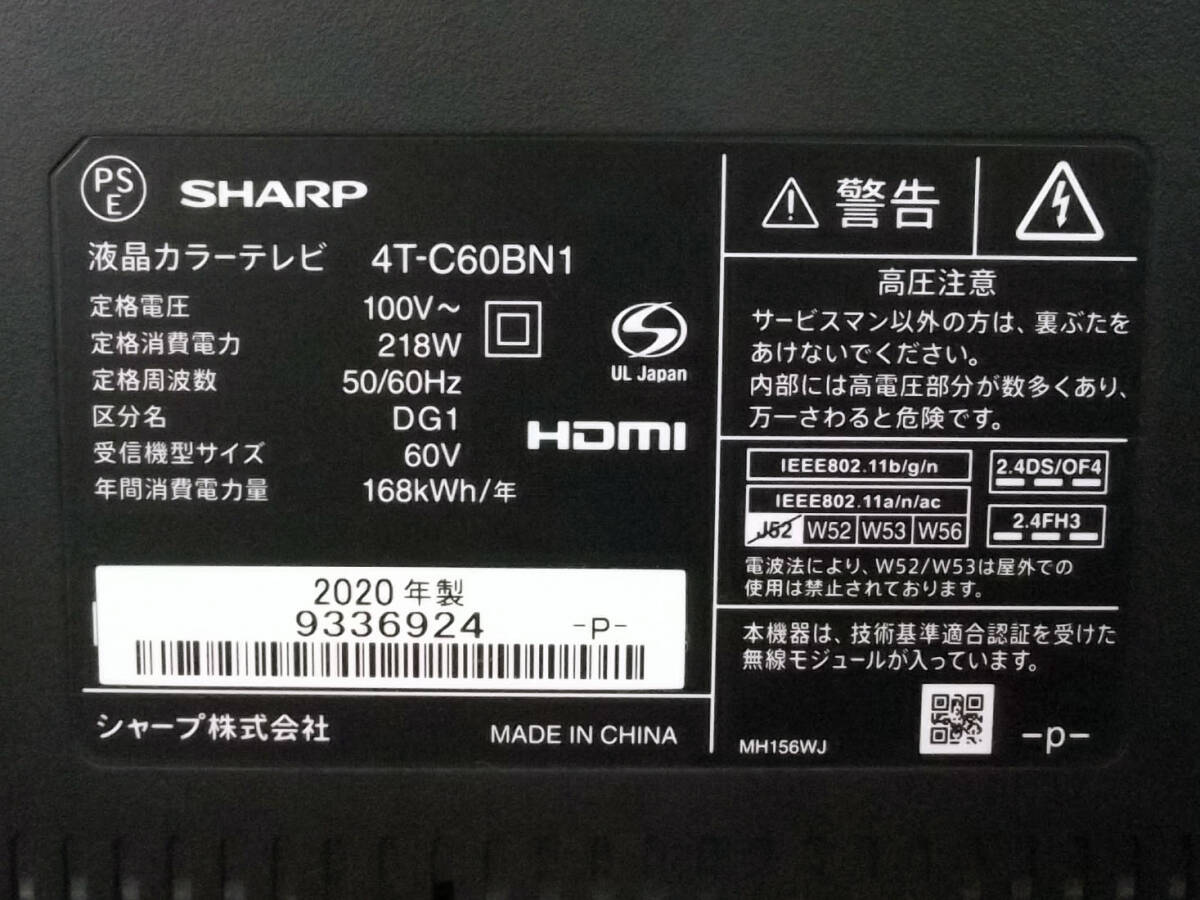 PS
E
SHARP
液晶カラーテレビ 4T-C60BN1
定格電圧 100V～
定格消費電力 218W
定格周波数 50/60Hz
区分名 DG1
受信機型サイズ 60V
年間消費電力量 168kWh/年
UL Japan
HDMI
2020年製
9336924 -P-
シャープ株式会社 MADE IN CHINA
警告
高圧注意
サービスマン以外の方は、裏ぶたを
あけないでください。
内部には高電圧部分が数多くあり、
万一さわると危険です。
IEEE802.11b/g/n
IEEE802.11a/n/ac
J52 W52 W53 W56
2.4DS/OF4
2.4FH3
電波法により、W52/W53は屋外での
使用は禁止されております。
本機器は、技術基準適合認証を受けた
無線モジュールが入っています。
MH156WJ -p-